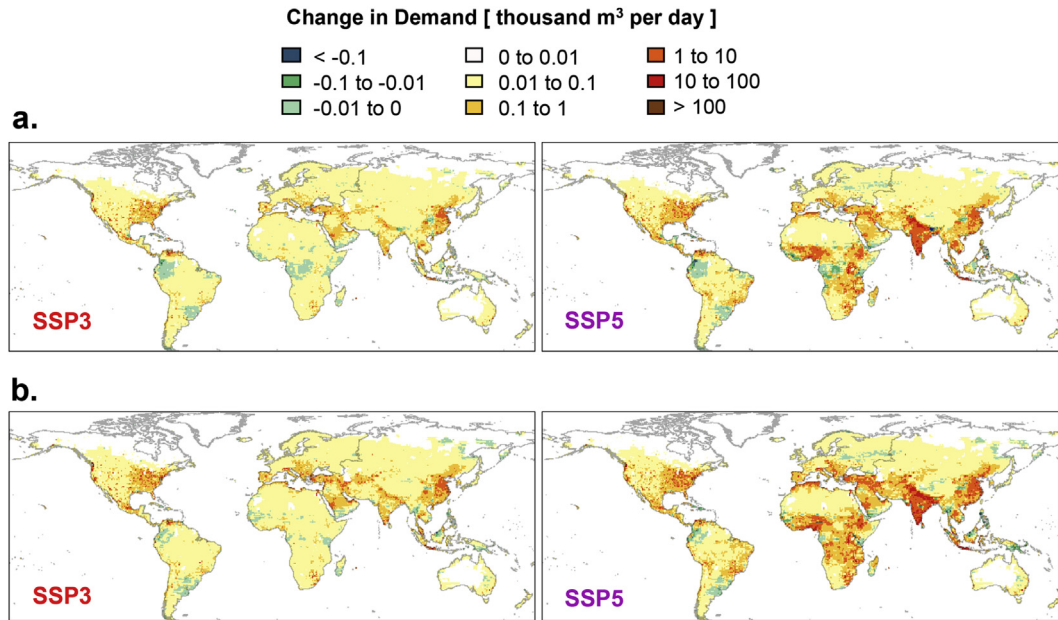 Change in Demand [ thousand m³ per day ]
< -0.1
-0.1 to -0.01
-0.01 to 0
0 to 0.01
0.01 to 0.1
0.1 to 1
1 to 10
10 to 100
> 100
a.
SSP3
SSP5
b.
SSP3
SSP5